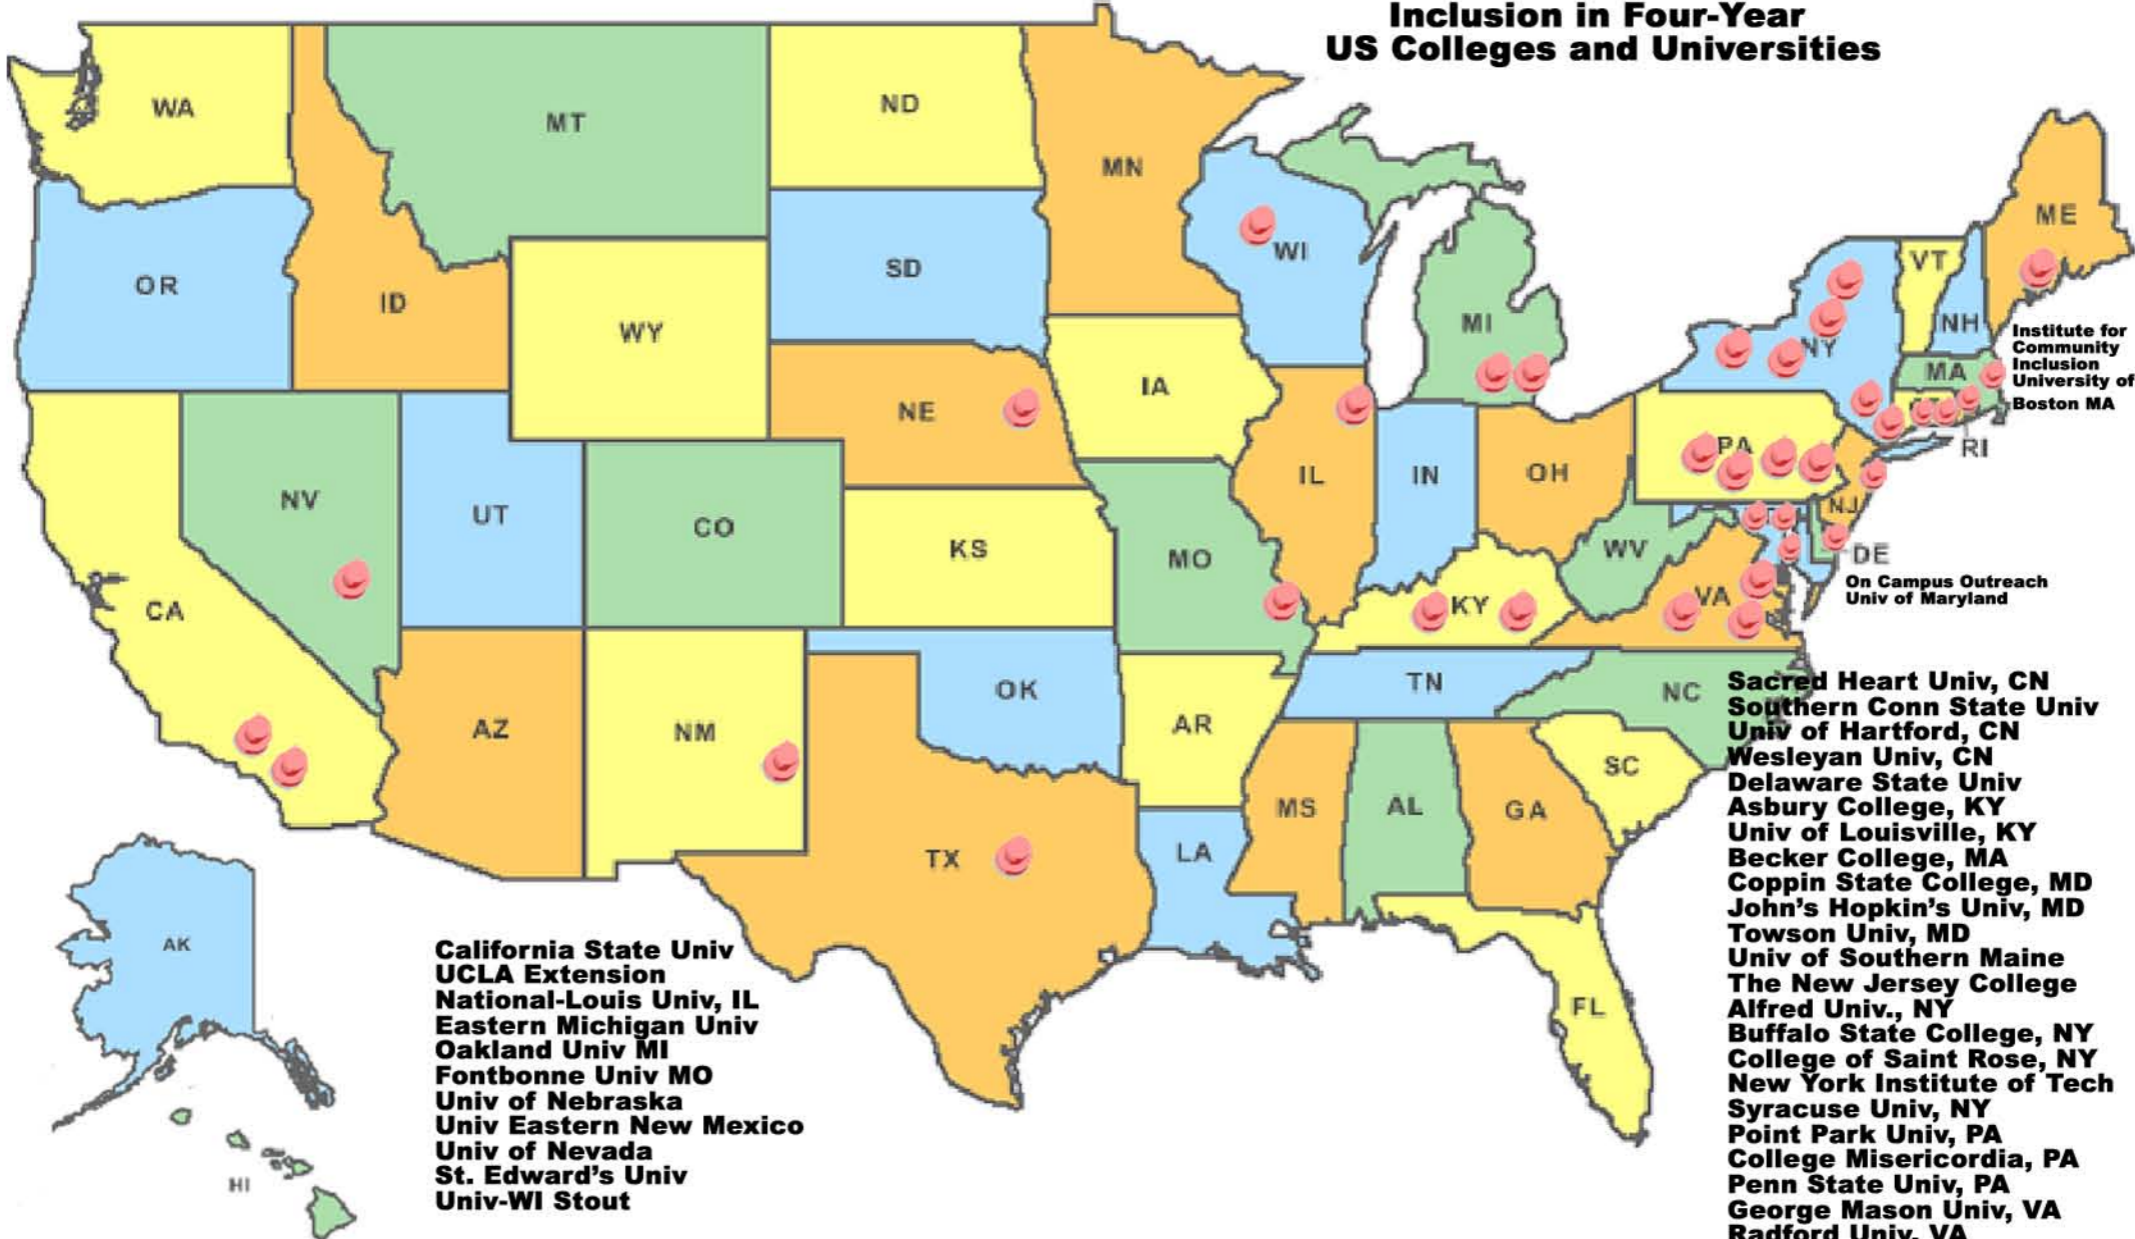 Inclusion in Four-Year
US Colleges and Universities
WA
MT
ND
MN
ME
OR
ID
WY
SD
WI
MI
VT
NH
NY
MA
Institute for
Community
Inclusion
University of
Boston MA
NV
UT
CO
NE
IA
IL
IN
OH
PA
RI
NJ
CA
KS
MO
KY
WV
VA
DE
On Campus Outreach
Univ of Maryland
AZ
NM
OK
AR
TN
NC
TX
LA
MS
AL
GA
SC
FL
AK
HI
California State Univ
UCLA Extension
National-Louis Univ, IL
Eastern Michigan Univ
Oakland Univ MI
Fontbonne Univ MO
Univ of Nebraska
Univ Eastern New Mexico
Univ of Nevada
St. Edward's Univ
Univ-WI Stout
Sacred Heart Univ, CN
Southern Conn State Univ
Univ of Hartford, CN
Wesleyan Univ, CN
Delaware State Univ
Asbury College, KY
Univ of Louisville, KY
Becker College, MA
Coppin State College, MD
John's Hopkin's Univ, MD
Towson Univ, MD
Univ of Southern Maine
The New Jersey College
Alfred Univ., NY
Buffalo State College, NY
College of Saint Rose, NY
New York Institute of Tech
Syracuse Univ, NY
Point Park Univ, PA
College Misericordia, PA
Penn State Univ, PA
George Mason Univ, VA
Radford Univ, VA